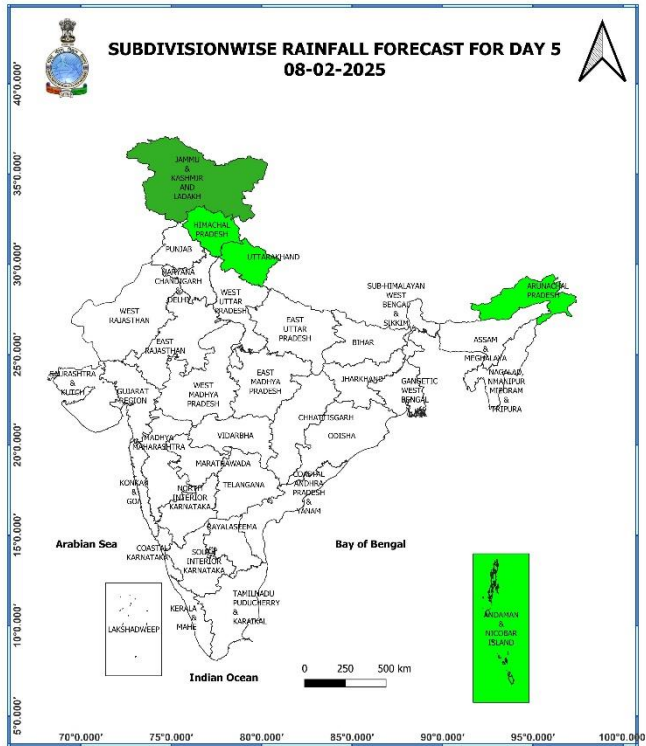 SUBDIVISIONWISE RAINFALL FORECAST FOR DAY 5
08-02-2025
40°0.000'
35°0.000'
30°0.000'
25°0.000'
20°0.000'
15°0.000'
10°0.000'
5°0.000'
JAMMU
&
KASHMIR
AND
LADAKH
HIMACHAL
PRADESH
PUNJAB
UTTARAKHAND
HARYANA
CHANDIGARH
&
DELHI
WEST
UTTAR
PRADESH
WEST
RAJASTHAN
EAST
RAJASTHAN
EAST
UTTAR
PRADESH
SUB-HIMALAYAN
WEST
BENGAL
&
SIKKIM
ARUNACHAL
PRADESH
ASSAM
&
MEGHALAYA
NAGALAD,
NMANIPUR
MIZORAM
&
TRIPURA
BIHAR
SAURASHTRA
&
KUTCH
GUJARAT
REGION
WEST
MADHYA
PRADESH
EAST
MADHYA
PRADESH
JHARKHAND
GANGETIC
WEST
BENGAL
CHHATTISGARH
ODISHA
MADHYA
MAHARASHTRA
VIDARBHA
MARATHAWADA
KONKAN
&
GOA
NORTH
INTERIOR
KARNATAKA
TELANGANA
COASTAL
ANDHRA
PRADESH
&
YANAM
RAYALASEEMA
Arabian Sea
COASTAL
KARNATAKA
SOUTH
INTERIOR
KARNATAKA
Bay of Bengal
LAKSHADWEEP
KERALA
&
MAHE
TAMILNADU
PUDUCHERRY
&
KARAIKAL
ANDAMAN
&
NICOBAR
ISLAND
Indian Ocean
0 250 500 km
70°0.000' 75°0.000' 80°0.000' 85°0.000' 90°0.000' 95°0.000' 100°0.000'